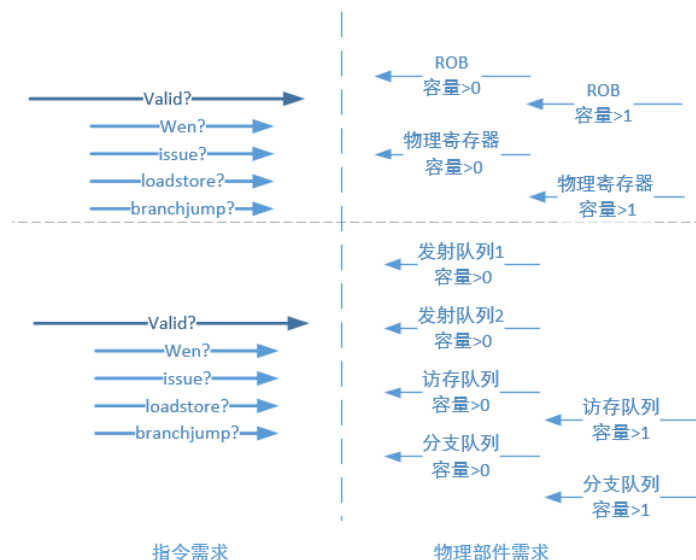 Valid?
Wen?
issue?
loadstore?
branchjump?
ROB
容量>0
ROB
容量>1
物理寄存器
容量>0
物理寄存器
容量>1
Valid?
Wen?
issue?
loadstore?
branchjump?
发射队列1
容量>0
发射队列2
容量>0
访存队列
容量>0
访存队列
容量>1
分支队列
容量>0
分支队列
容量>1
指令需求
物理部件需求